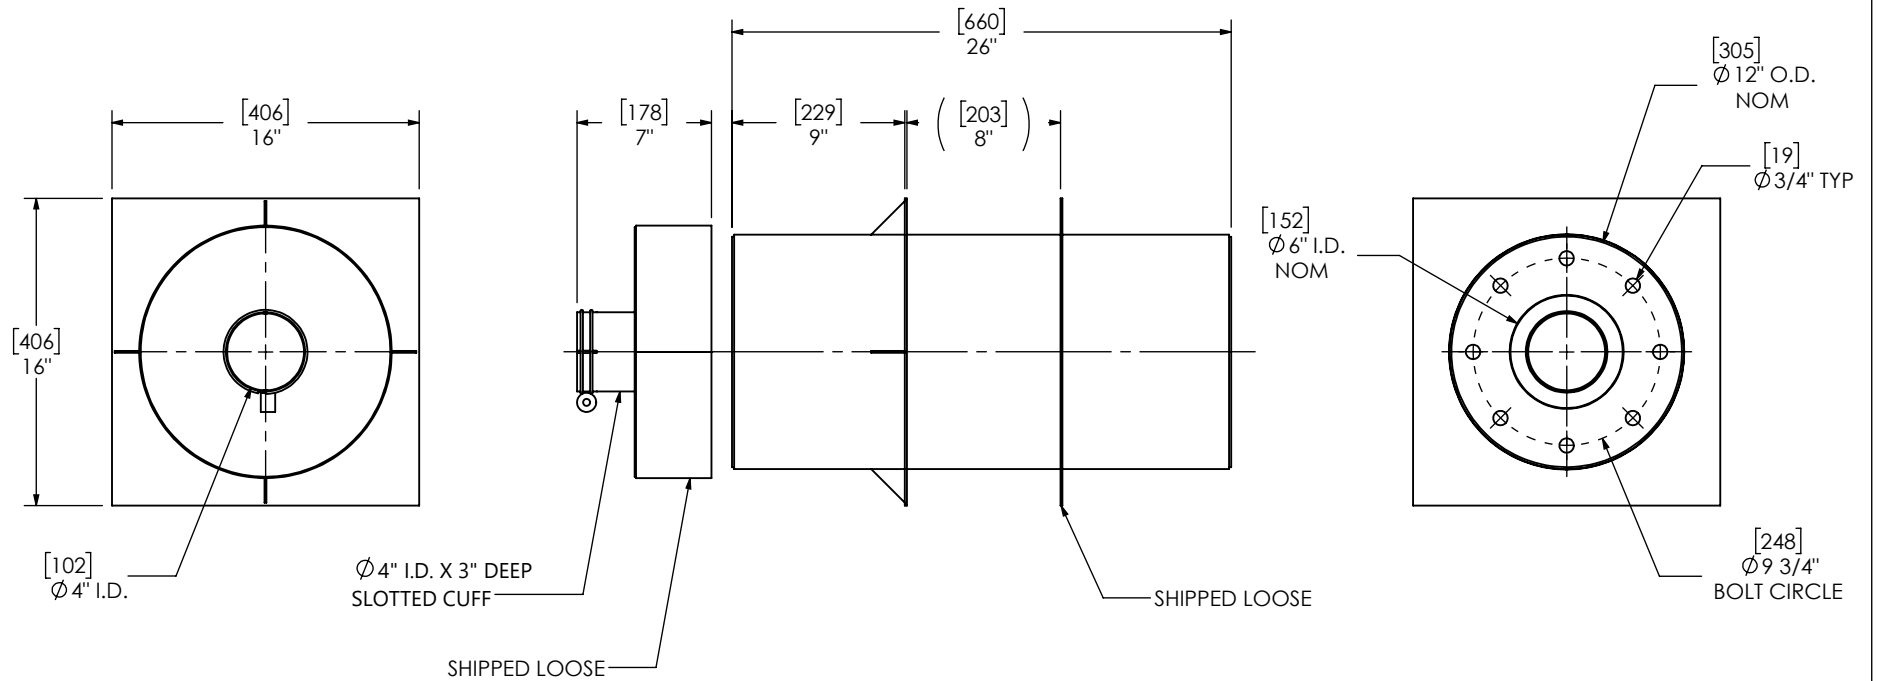 [660]
26"
[406]
16"
[178]
7"
[229]
9"
( [203] )
8"
[305]
Ø 12" O.D.
NOM
[19]
Ø 3/4" TYP
[152]
Ø 6" I.D.
NOM
[406]
16"
[102]
Ø 4" I.D.
Ø 4" I.D. X 3" DEEP
SLOTTED CUFF
SHIPPED LOOSE
SHIPPED LOOSE
[248]
Ø 9 3/4"
BOLT CIRCLE